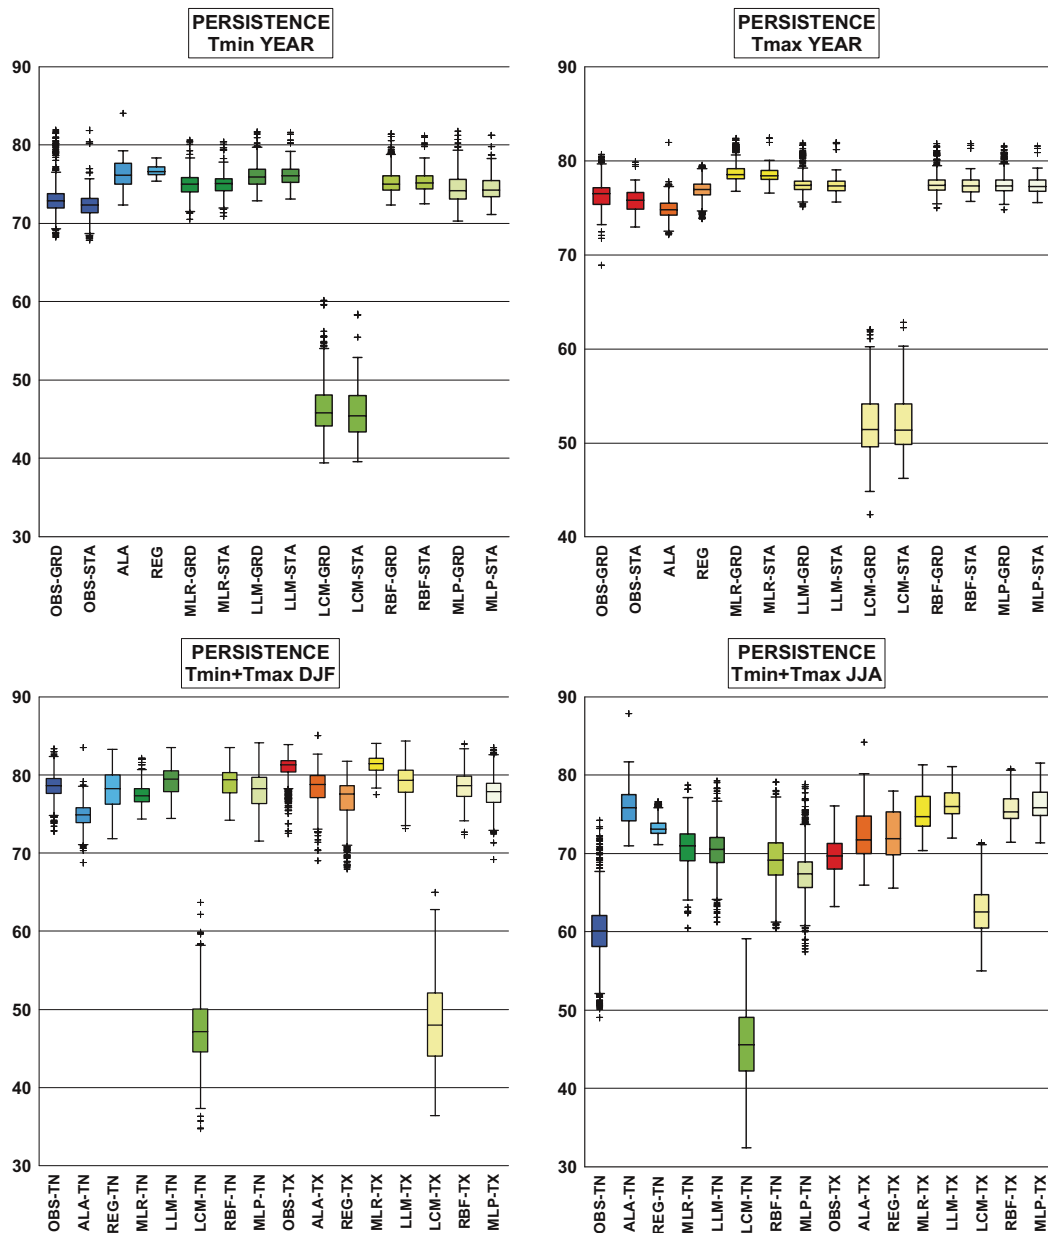 PERSISTENCE
Tmin YEAR
90
80
70
60
50
40
30
OBS-GRD
OBS-STA
ALA
REG
MLR-GRD
MLR-STA
LLM-GRD
LLM-STA
LCM-GRD
LCM-STA
RBF-GRD
RBF-STA
MLP-GRD
MLP-STA
PERSISTENCE
Tmax YEAR
90
80
70
60
50
40
OBS-GRD
OBS-STA
ALA
REG
MLR-GRD
MLR-STA
LLM-GRD
LLM-STA
LCM-GRD
LCM-STA
RBF-GRD
RBF-STA
MLP-GRD
MLP-STA
PERSISTENCE
Tmin+Tmax DJF
90
80
70
60
50
40
30
OBS-TN
ALA-TN
REG-TN
MLR-TN
LLM-TN
LCM-TN
RBF-TN
MLP-TN
OBS-TX
ALA-TX
REG-TX
MLR-TX
LLM-TX
LCM-TX
RBF-TX
MLP-TX
PERSISTENCE
Tmin+Tmax JJA
90
80
70
60
50
40
30
OBS-TN
ALA-TN
REG-TN
MLR-TN
LLM-TN
LCM-TN
RBF-TN
MLP-TN
OBS-TX
ALA-TX
REG-TX
MLR-TX
LLM-TX
LCM-TX
RBF-TX
MLP-TX